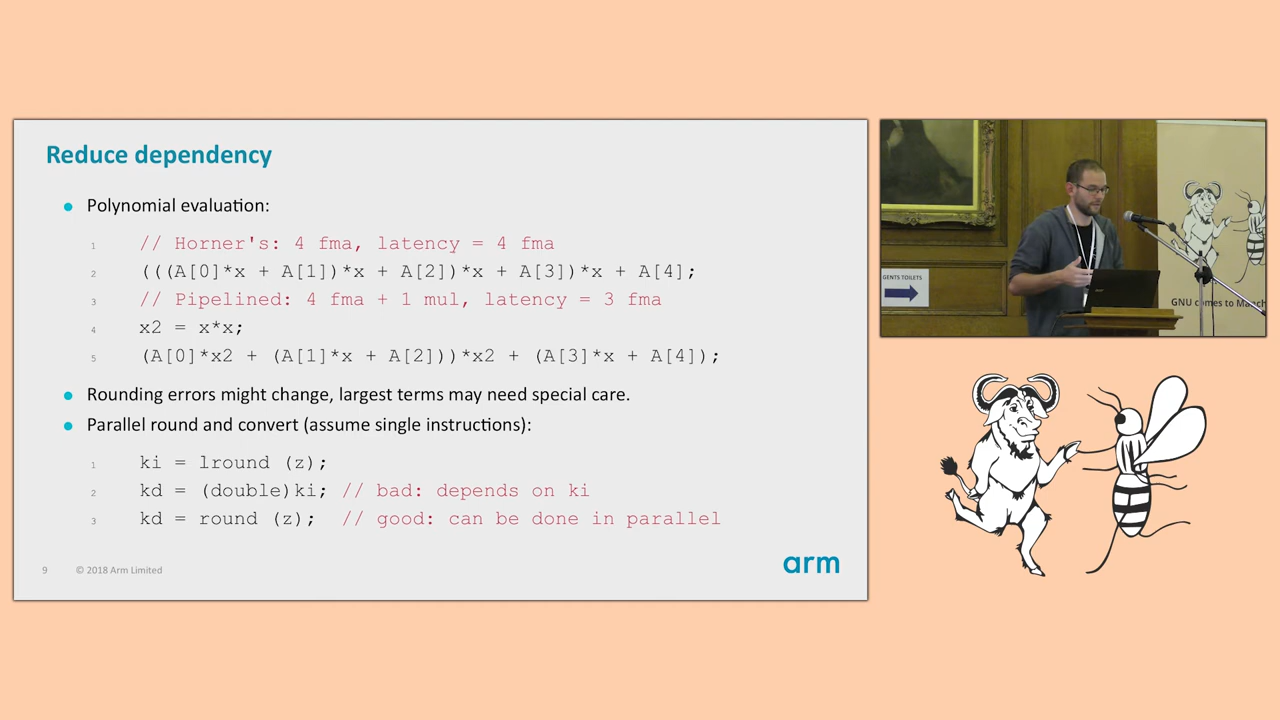 Reduce dependency
Polynomial evaluation:
1 // Horner's: 4 fma, latency = 4 fma
2 (((A[0]*x + A[1])*x + A[2])*x + A[3])*x + A[4];
3 // Pipelined: 4 fma + 1 mul, latency = 3 fma
4 x2 = x*x;
5 (A[0]*x2 + (A[1]*x + A[2]))*x2 + (A[3]*x + A[4]);
Rounding errors might change, largest terms may need special care.
Parallel round and convert (assume single instructions):
1 ki = lround (z);
2 kd = (double)ki; // bad: depends on ki
3 kd = round (z); // good: can be done in parallel
9 © 2018 Arm Limited
arm
GENTS TOILETS
GNU comes to Manch